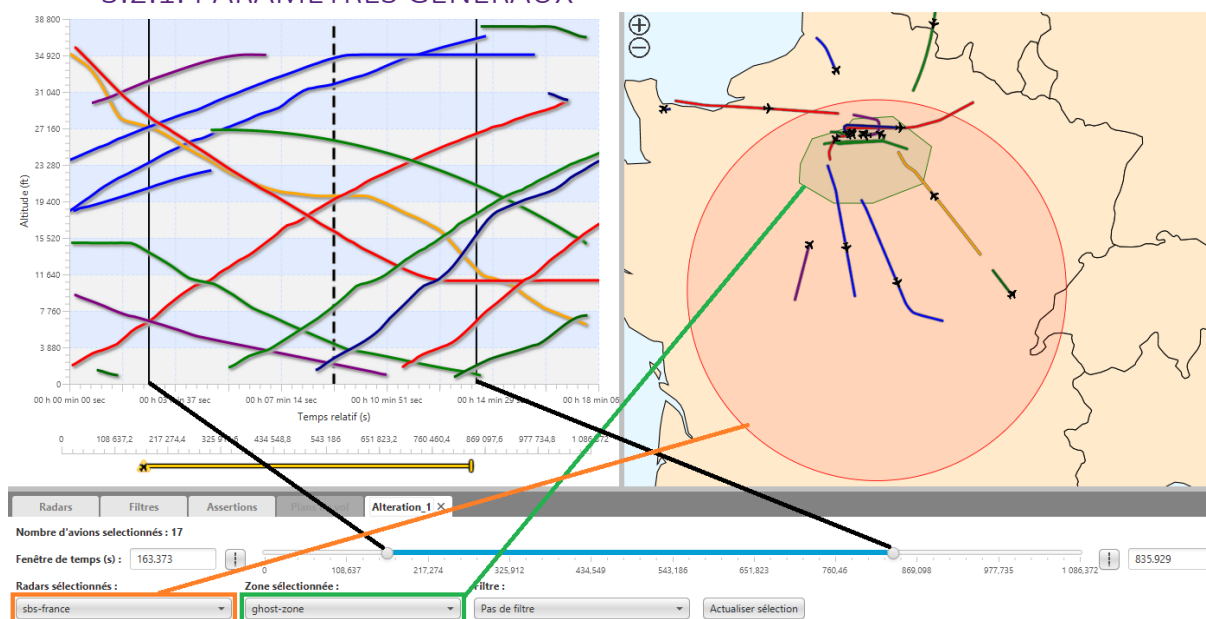 PARAMÈTRES GÉNÉRAUX
38 800
34 920
31 040
27 160
23 280
19 400
15 520
11 640
7 760
3 880
0
Altitude (ft)
00 h 00 min 00 sec 00 h 03 min 37 sec 00 h 07 min 14 sec 00 h 10 min 51 sec 00 h 14 min 29 sec 00 h 18 min 06
Temps relatif (s)
0 108 637,2 217 274,4 434 548,8 543 186 651 823,2 760 460,4 869 097,6 977 734,8
Radars Filtres Assertions Alteration_1 ×
Nombre d'avions selectionnés : 17
Fenêtre de temps (s) : 163.373 0 108,637 217,274 325,912 434,549 543,186 651,823 760,46 869,098 977,735 1 086,372 835.929
Radars sélectionnés : Zone sélectionnée : Filtre :
sbs-france ghost-zone Pas de filtre Actualiser sélection